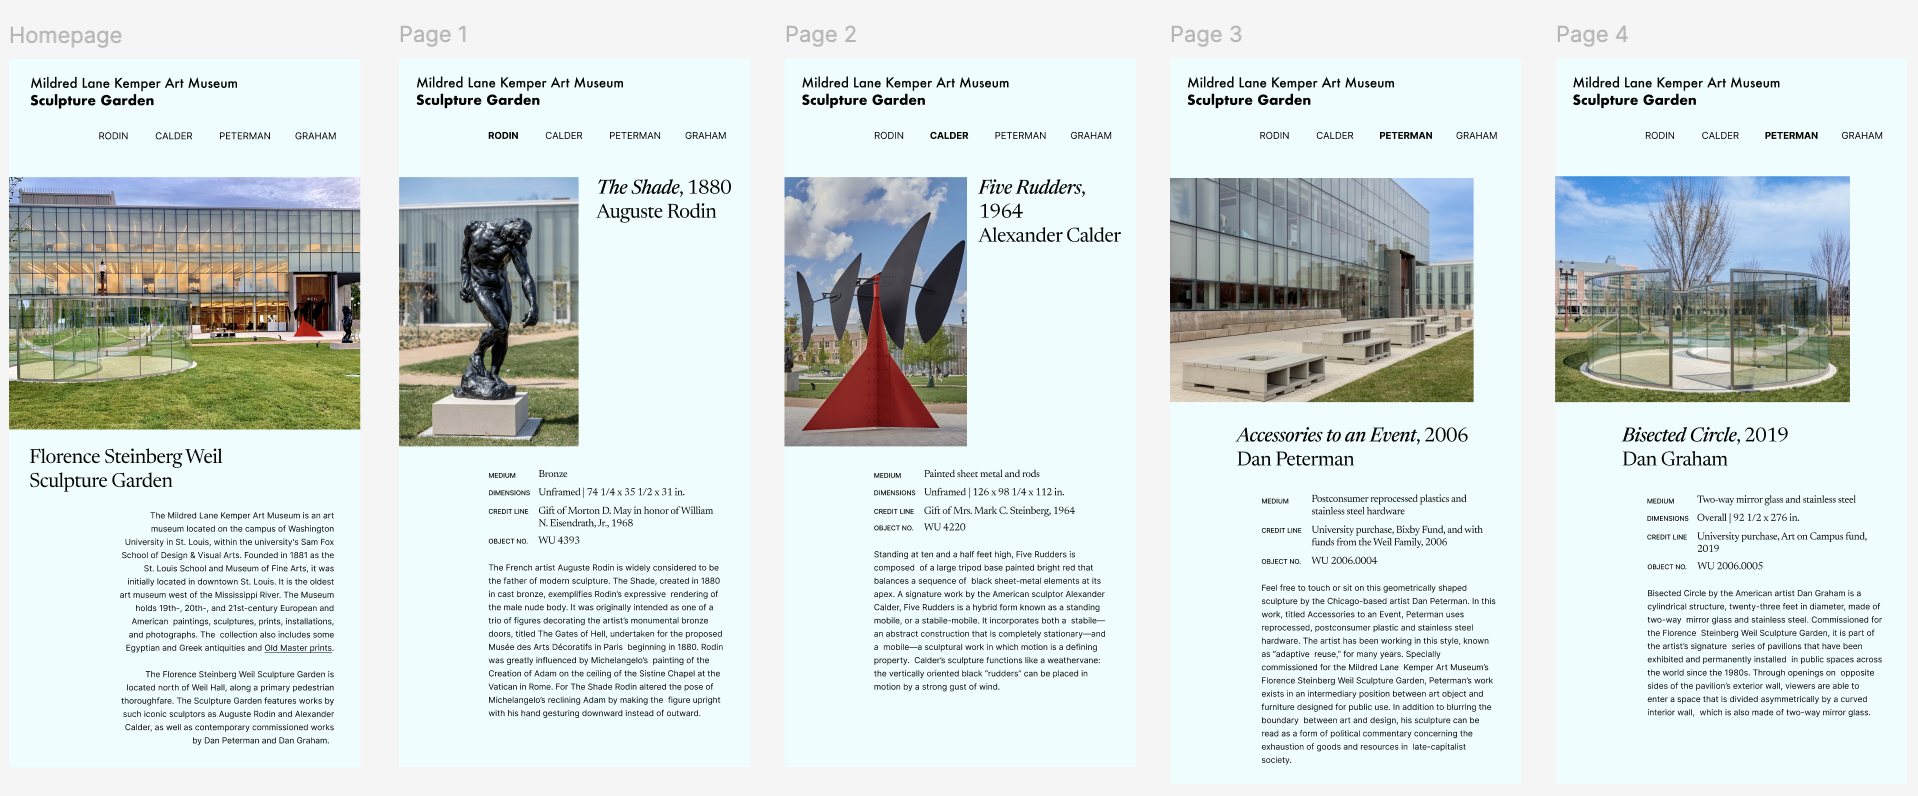 Homepage
Mildred Lane Kemper Art Museum
Sculpture Garden
RODIN CALDER PETERMAN GRAHAM
Florence Steinberg Weil
Sculpture Garden
The Mildred Lane Kemper Art Museum is an art
museum located on the campus of Washington
University in St. Louis, within the university's Sam Fox
School of Design & Visual Arts. Founded in 1881 as the
St. Louis School and Museum of Fine Arts, it was
initially located in downtown St. Louis. It is the oldest
art museum west of the Mississippi River. The Museum
holds 19th-, 20th-, and 21st-century European and
American paintings, sculptures, prints, installations,
and photographs. The collection also includes some
Egyptian and Greek antiquities and Old Master prints.
The Florence Steinberg Weil Sculpture Garden is
located north of Weil Hall, along a primary pedestrian
thoroughfare. The Sculpture Garden features works by
such iconic sculptors as Auguste Rodin and Alexander
Calder, as well as contemporary commissioned works
by Dan Peterman and Dan Graham.
Page 1
Mildred Lane Kemper Art Museum
Sculpture Garden
RODIN CALDER PETERMAN GRAHAM
The Shade, 1880
Auguste Rodin
MEDIUM Bronze
DIMENSIONS Unframed | 74 1/4 x 35 1/2 x 31 in.
CREDIT LINE Gift of Morton D. May in honor of William
N. Eisendrath, Jr., 1968
OBJECT NO. WU 4393
The French artist Auguste Rodin is widely considered to be
the father of modern sculpture. The Shade, created in 1880
in cast bronze, exemplifies Rodin's expressive rendering of
the male nude body. It was originally intended as one of a
trio of figures decorating the artist's monumental bronze
doors, titled The Gates of Hell, undertaken for the proposed
Musée des Arts Décoratifs in Paris beginning in 1880. Rodin
was greatly influenced by Michelangelo's painting of the
Creation of Adam on the ceiling of the Sistine Chapel at the
Vatican in Rome. For The Shade Rodin altered the pose of
Michelangelo's reclining Adam by making the figure upright
with his hand gesturing downward instead of outward.
Page 2
Mildred Lane Kemper Art Museum
Sculpture Garden
RODIN CALDER PETERMAN GRAHAM
Five Rudders,
1964
Alexander Calder
MEDIUM Painted sheet metal and rods
DIMENSIONS Unframed | 126 x 98 1/4 x 112 in.
CREDIT LINE Gift of Mrs. Mark C. Steinberg, 1964
OBJECT NO. WU 4220
Standing at ten and a half feet high, Five Rudders is
composed of a large tripod base painted bright red that
balances a sequence of black sheet-metal elements at its
apex. A signature work by the American sculptor Alexander
Calder, Five Rudders is a hybrid form known as a standing
mobile, or a stabile-mobile. It incorporates both a stabile—
an abstract construction that is completely stationary—and
a mobile—a sculptural work in which motion is a defining
property. Calder's sculpture functions like a weathervane:
the vertically oriented black "rudders" can be placed in
motion by a strong gust of wind.
Page 3
Mildred Lane Kemper Art Museum
Sculpture Garden
RODIN CALDER PETERMAN GRAHAM
Accessories to an Event, 2006
Dan Peterman
MEDIUM Postconsumer reprocessed plastics and
stainless steel hardware
CREDIT LINE University purchase, Bixby Fund, and with
funds from the Weil Family, 2006
OBJECT NO. WU 2006.0004
Feel free to touch or sit on this geometrically shaped
sculpture by the Chicago-based artist Dan Peterman. In this
work, titled Accessories to an Event, Peterman uses
reprocessed, postconsumer plastic and stainless steel
hardware. The artist has been working in this style, known
as "adaptive reuse," for many years. Specially
commissioned for the Mildred Lane Kemper Art Museum's
Florence Steinberg Weil Sculpture Garden, Peterman's work
exists in an intermediary position between art object and
furniture designed for public use. In addition to blurring the
boundary between art and design, his sculpture can be
read as a form of political commentary concerning the
exhaustion of goods and resources in late-capitalist
society.
Page 4
Mildred Lane Kemper Art Museum
Sculpture Garden
RODIN CALDER PETERMAN GRAHAM
Bisected Circle, 2019
Dan Graham
MEDIUM Two-way mirror glass and stainless steel
DIMENSIONS Overall | 92 1/2 x 276 in.
CREDIT LINE University purchase, Art on Campus fund,
2019
OBJECT NO. WU 2006.0005
Bisected Circle by the American artist Dan Graham is a
cylindrical structure, twenty-three feet in diameter, made of
two-way mirror glass and stainless steel. Commissioned for
the Florence Steinberg Weil Sculpture Garden, it is part of
the artist's signature series of pavilions that have been
exhibited and permanently installed in public spaces across
the world since the 1980s. Through openings on opposite
sides of the pavilion's exterior wall, viewers are able to
enter a space that is divided asymmetrically by a curved
interior wall, which is also made of two-way mirror glass.